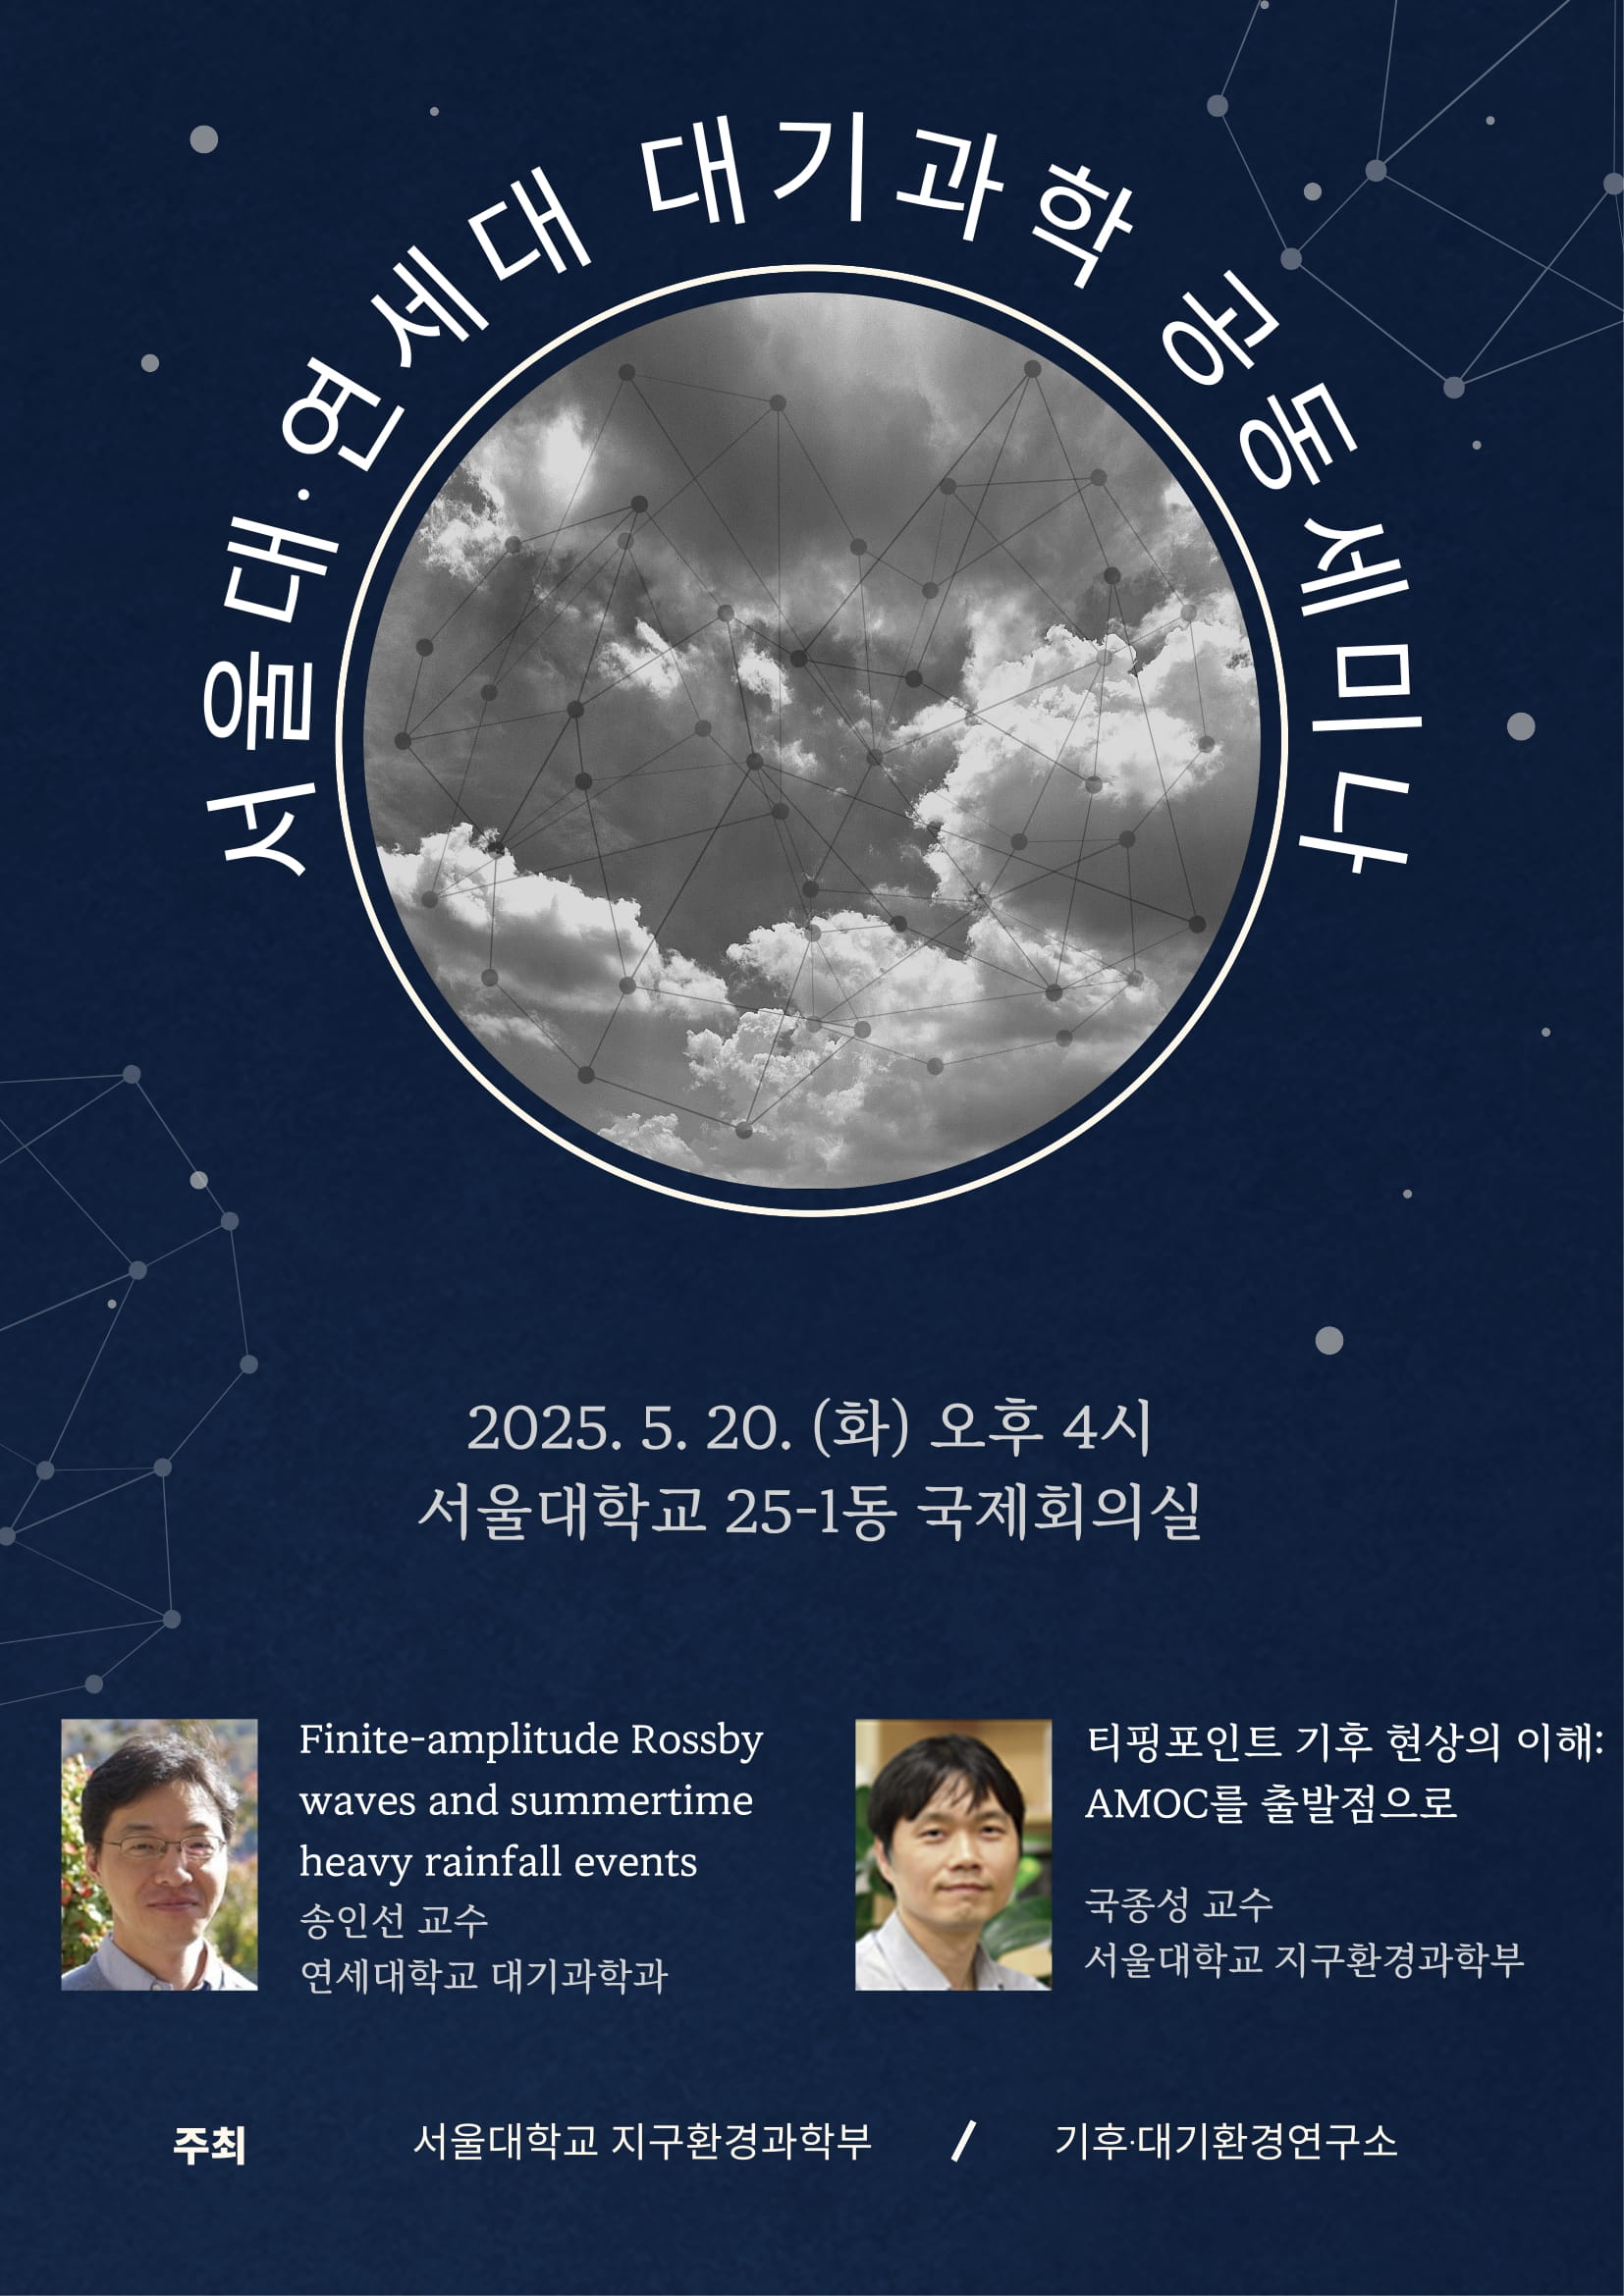 서울대·연세대 대기과학 공동세미나
2025. 5. 20. (화) 오후 4시
서울대학교 25-1동 국제회의실
Finite-amplitude Rossby
waves and summertime
heavy rainfall events
송인선 교수
연세대학교 대기과학과
티핑포인트 기후 현상의 이해:
AMOC를 출발점으로
국종성 교수
서울대학교 지구환경과학부
주최 서울대학교 지구환경과학부 / 기후·대기환경연구소